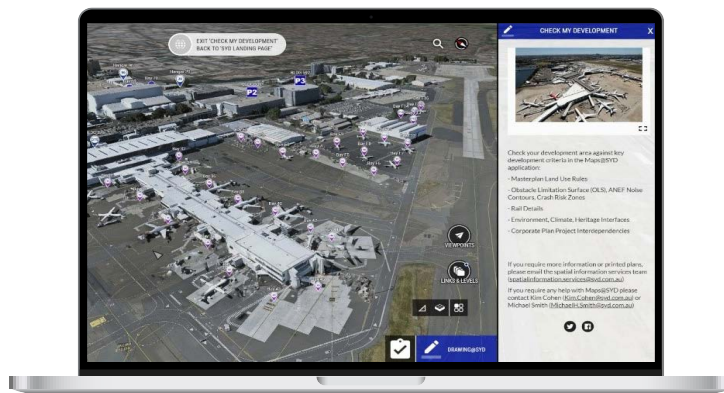 EXIT 'CHECK MY DEVELOPMENT'
BACK TO 'SYD LANDING PAGE'
P2
P3
VIEWPOINTS
LINKS & LEVELS
DRAWING@SYD
CHECK MY DEVELOPMENT
X
Check your development area against key
development criteria in the Maps@SYD
application:
- Masterplan Land Use Rules
- Obstacle Limitation Surface (OLS), ANEF Noise
Contours, Crash Risk Zones
- Rail Details
- Environment, Climate, Heritage Interfaces
- Corporate Plan Project Interdependencies
If you require more information or printed plans,
please email the spatial information services team
(spatialinformation.services@syd.com.au)
If you require any help with Maps@SYD please
contact Kim Cohen (Kim.Cohen@syd.com.au) or
Michael Smith (MichaelH.Smith@syd.com.au)